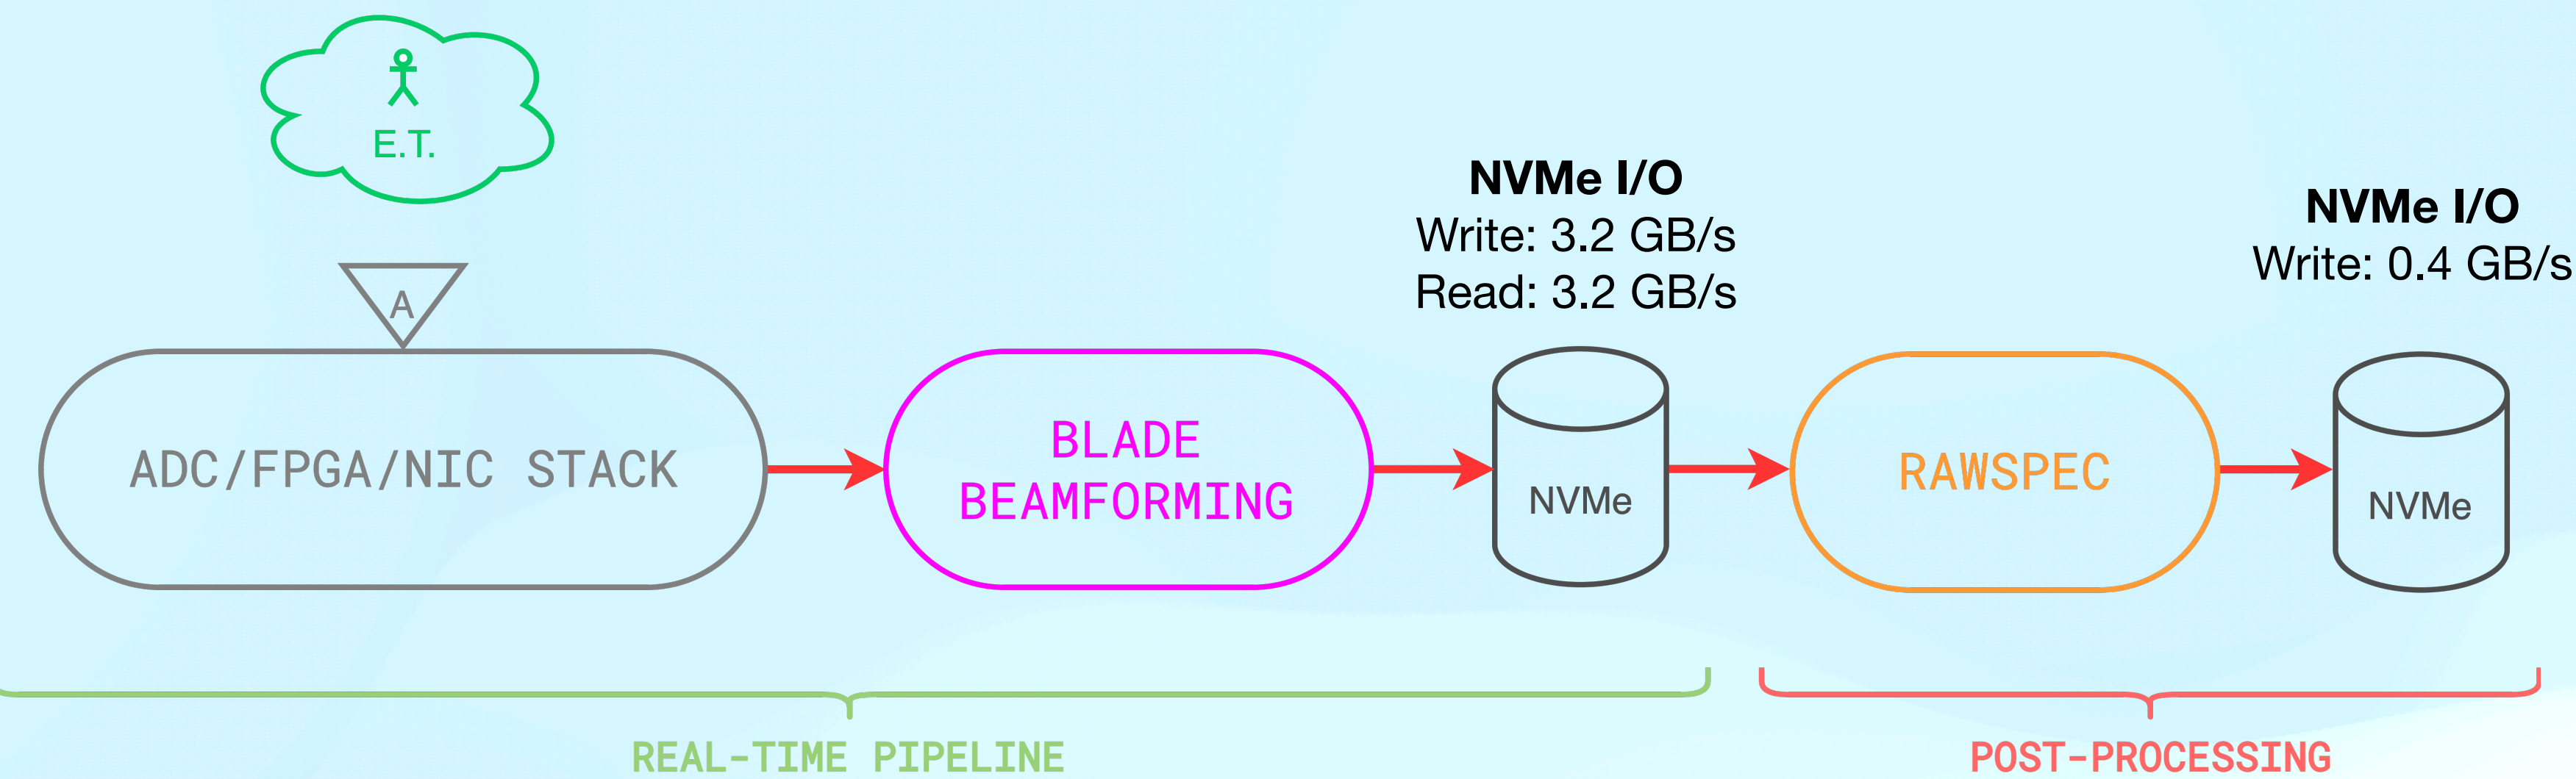 E.T.
A
NVMe I/O
Write: 3.2 GB/s
Read: 3.2 GB/s
NVMe I/O
Write: 0.4 GB/s
ADC/FPGA/NIC STACK
BLADE
BEAMFORMING
NVMe
RAWSPEC
NVMe
REAL-TIME PIPELINE
POST-PROCESSING